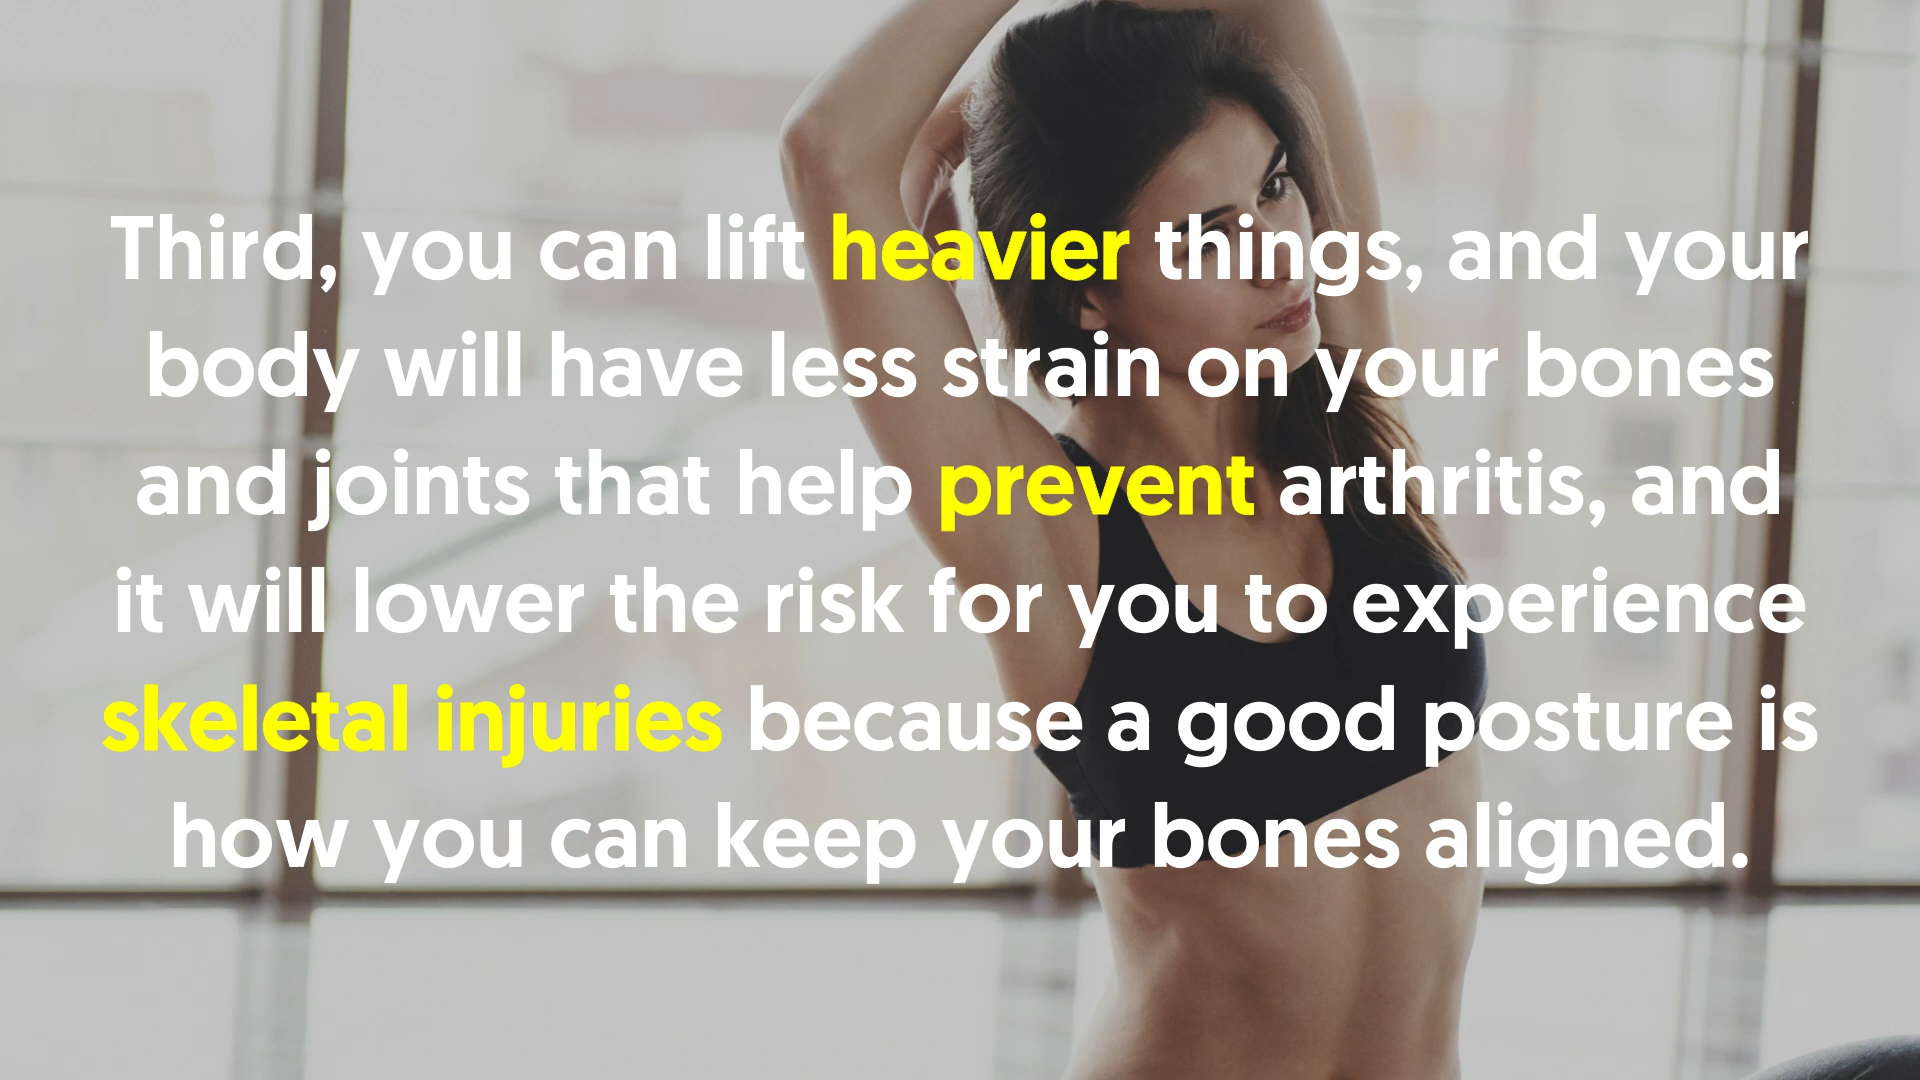 Third, you can lift heavier things, and your
body will have less strain on your bones
and joints that help prevent arthritis, and
it will lower the risk for you to experience
skeletal injuries because a good posture is
how you can keep your bones aligned.